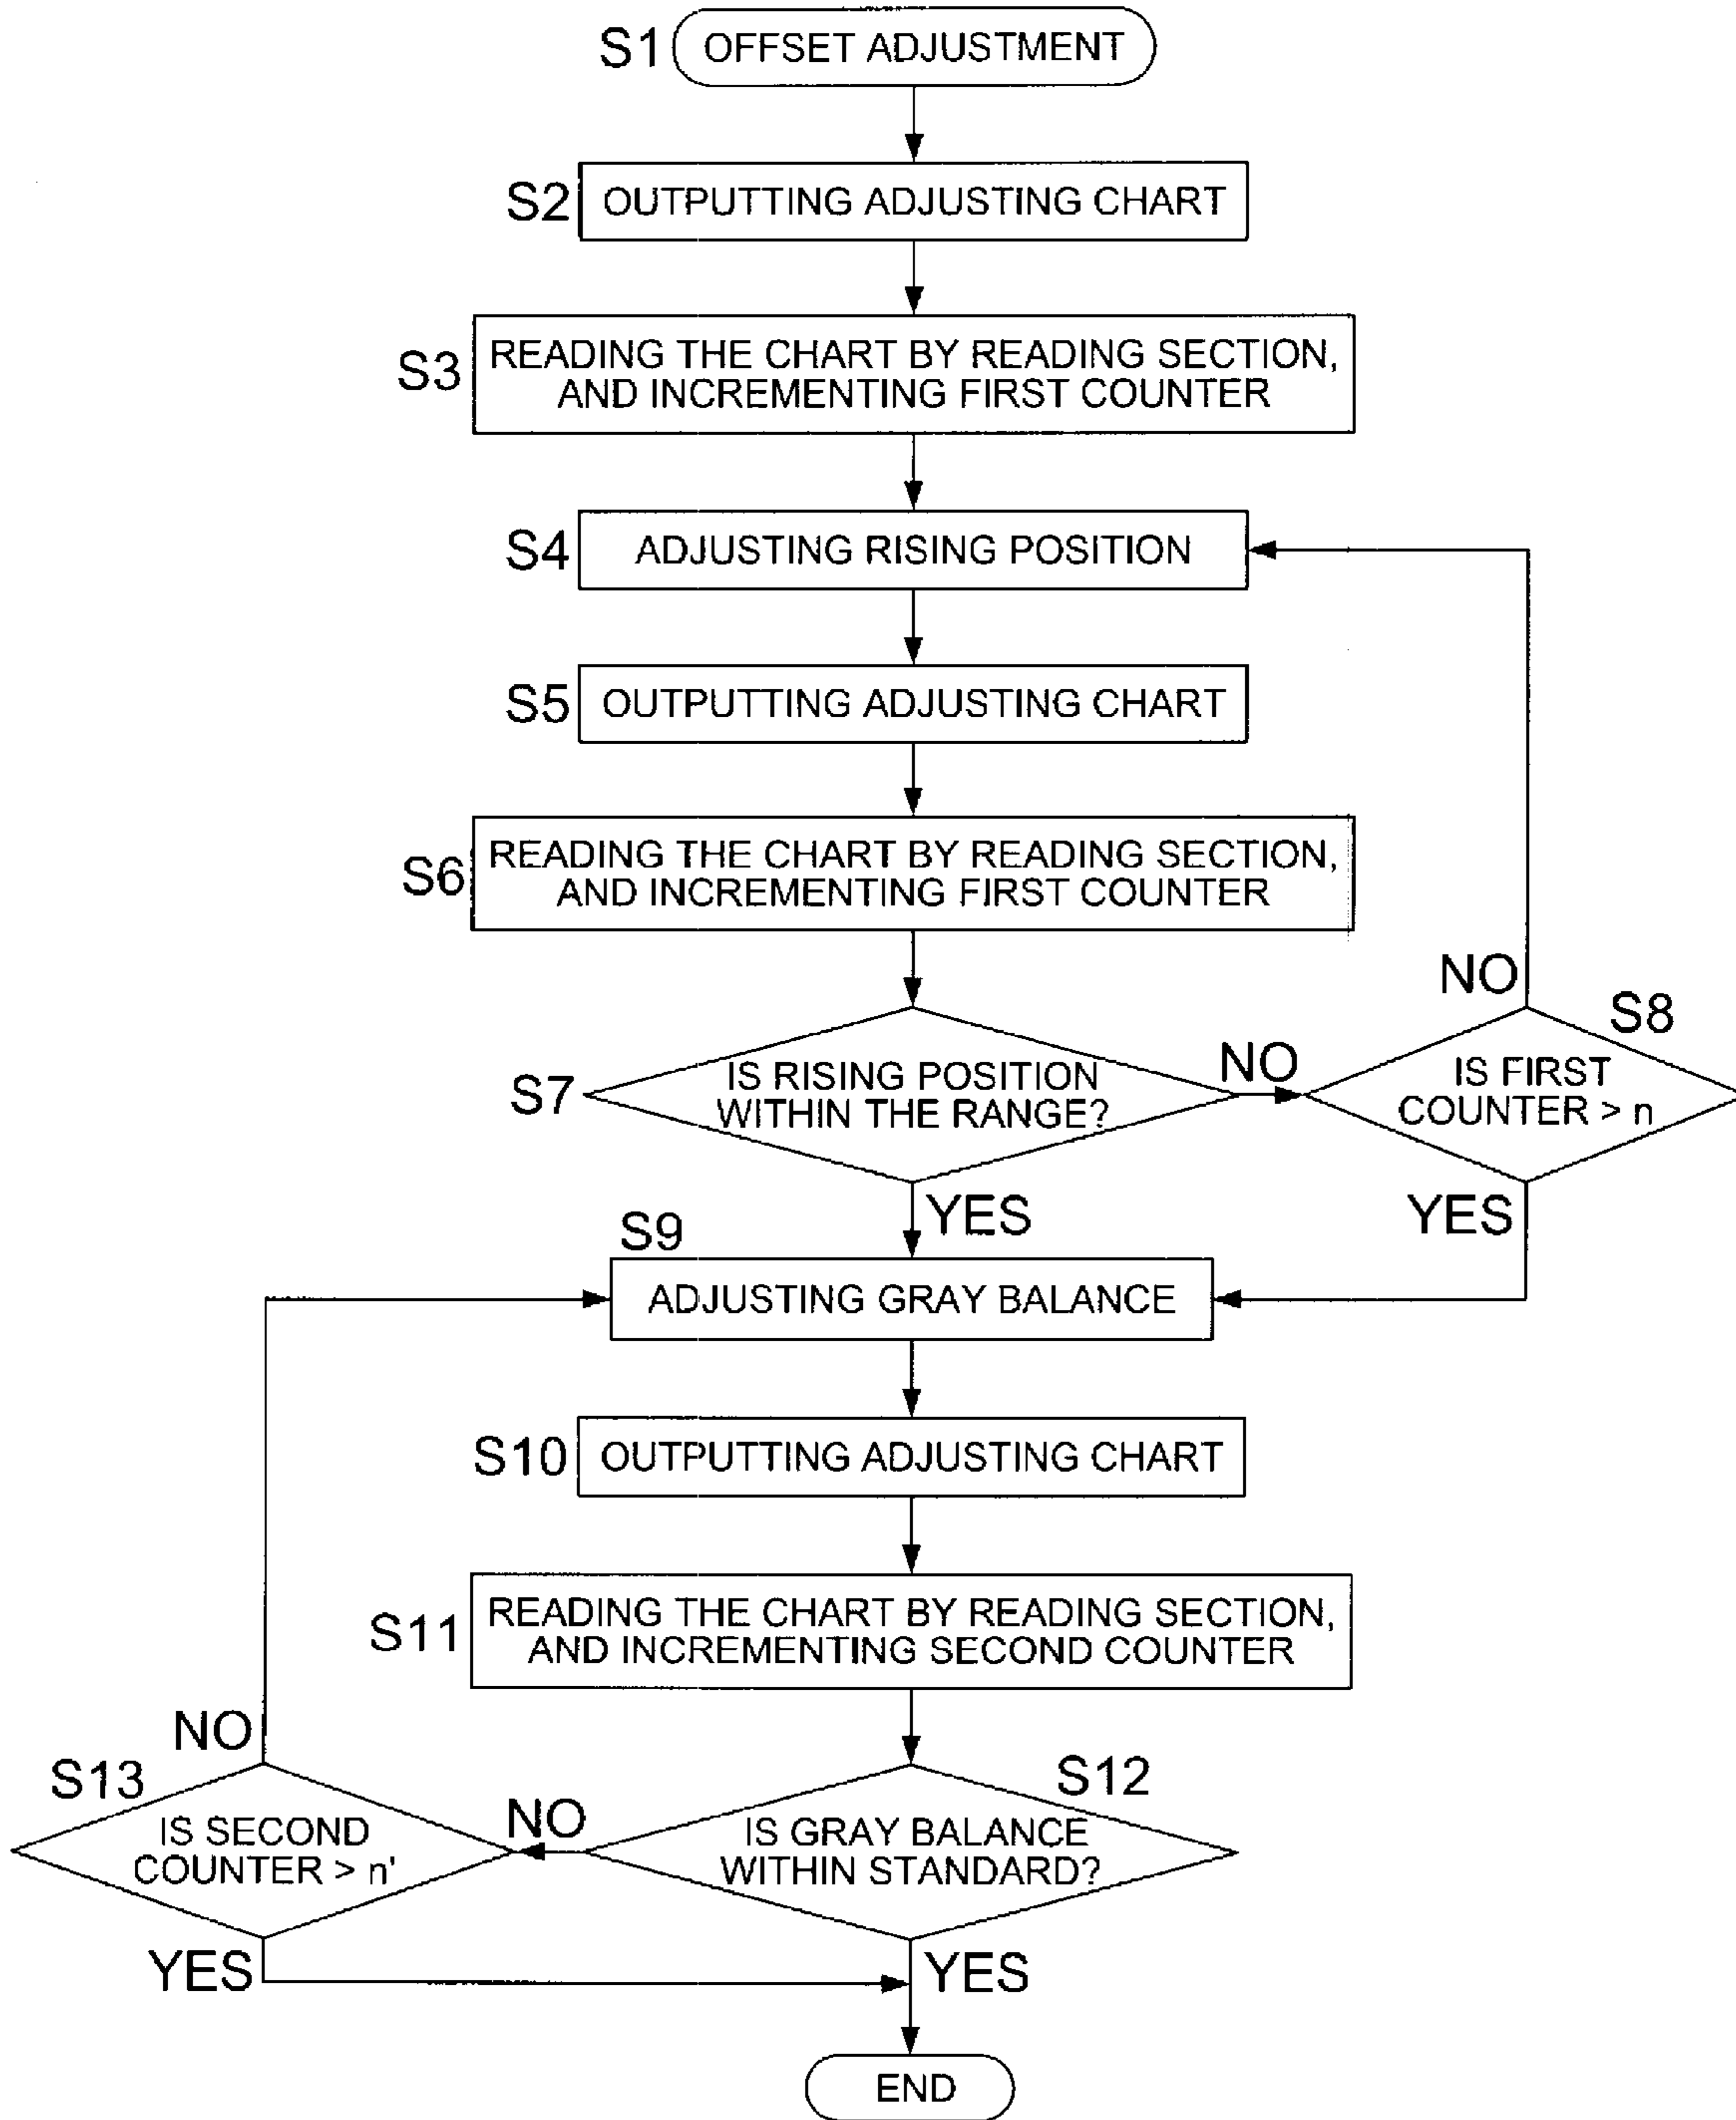 S1 OFFSET ADJUSTMENT
S2 OUTPUTTING ADJUSTING CHART
S3 READING THE CHART BY READING SECTION,
AND INCREMENTING FIRST COUNTER
S4 ADJUSTING RISING POSITION
S5 OUTPUTTING ADJUSTING CHART
S6 READING THE CHART BY READING SECTION,
AND INCREMENTING FIRST COUNTER
S7 IS RISING POSITION
WITHIN THE RANGE?
NO
S8
NO
IS FIRST
COUNTER > n
YES
YES
S9
ADJUSTING GRAY BALANCE
S10 OUTPUTTING ADJUSTING CHART
S11 READING THE CHART BY READING SECTION,
AND INCREMENTING SECOND COUNTER
S12
IS GRAY BALANCE
WITHIN STANDARD?
NO
S13
NO
IS SECOND
COUNTER > n'
YES
YES
END